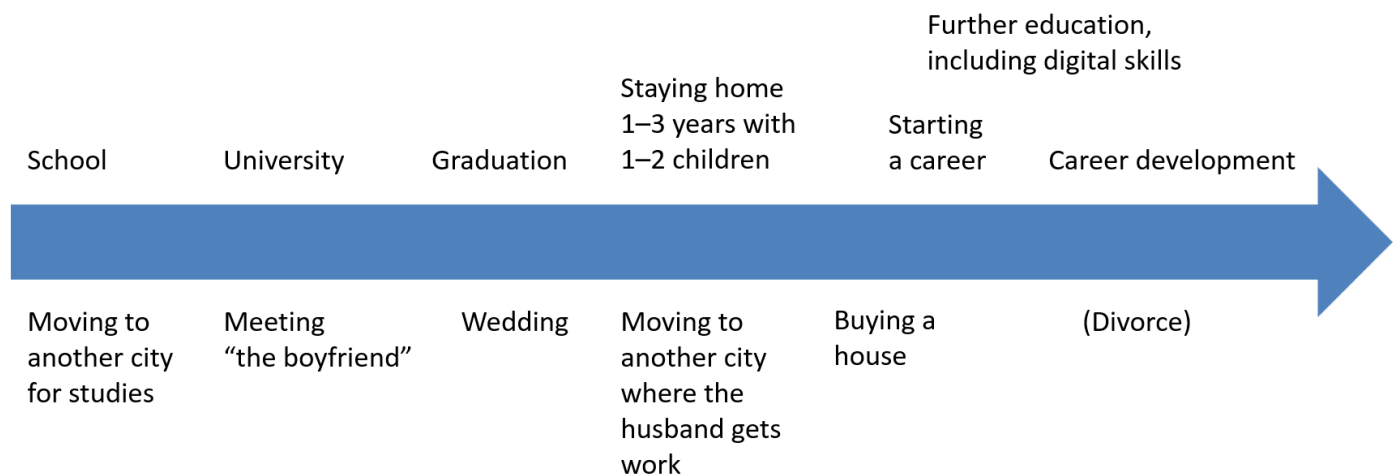 Further education,
including digital skills
Staying home
1–3 years with
1–2 children
Starting
a career
School
University
Graduation
Career development
Moving to
another city
for studies
Meeting
“the boyfriend”
Wedding
Moving to
another city
where the
husband gets
work
Buying a
house
(Divorce)